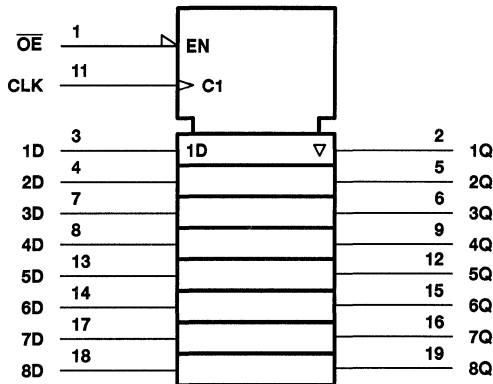 OE 1 EN
CLK 11 C1
1D 3 1D 2 1Q
2D 4 5 2Q
3D 7 6 3Q
4D 8 9 4Q
5D 13 12 5Q
6D 14 15 6Q
7D 17 16 7Q
8D 18 19 8Q